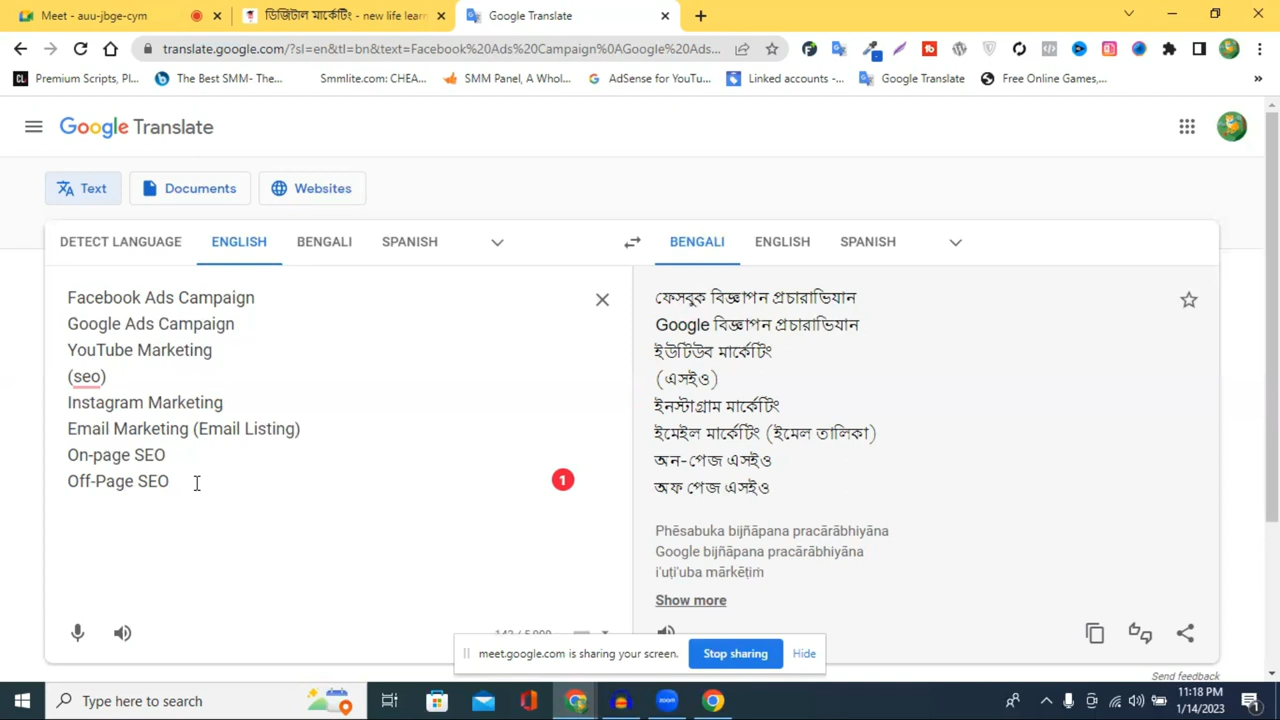 Meet - auu-jbge-cym
ডিজিটাল মার্কেটিং - new life lear
Google Translate
translate.google.com/?sl=en&tl=bn&text=Facebook%20Ads%20Campaign%0AGoogle%20Ads...
Premium Scripts, Pl...
The Best SMM- The...
Smmlite.com: CHEA...
SMM Panel, A Whol...
AdSense for YouTu...
Linked accounts -...
Google Translate
Free Online Games,...
Google Translate
Text
Documents
Websites
DETECT LANGUAGE
ENGLISH
BENGALI
SPANISH
BENGALI
ENGLISH
SPANISH
Facebook Ads Campaign
Google Ads Campaign
YouTube Marketing
(seo)
Instagram Marketing
Email Marketing (Email Listing)
On-page SEO
Off-Page SEO
1
ফেসবুক বিজ্ঞাপন প্রচারাভিযান
Google বিজ্ঞাপন প্রচারাভিযান
ইউটিউব মার্কেটিং
(এসইও)
ইনস্টাগ্রাম মার্কেটিং
ইমেইল মার্কেটিং (ইমেল তালিকা)
অন-পেজ এসইও
অফ পেজ এসইও
Phēsabuka bijñāpana pracārābhiyāna
Google bijñāpana pracārābhiyāna
i'uṭi'uba mārkēṭiṁ
Show more
meet.google.com is sharing your screen.
Stop sharing
Hide
Send feedback
Type here to search
11:18 PM
1/14/2023
1